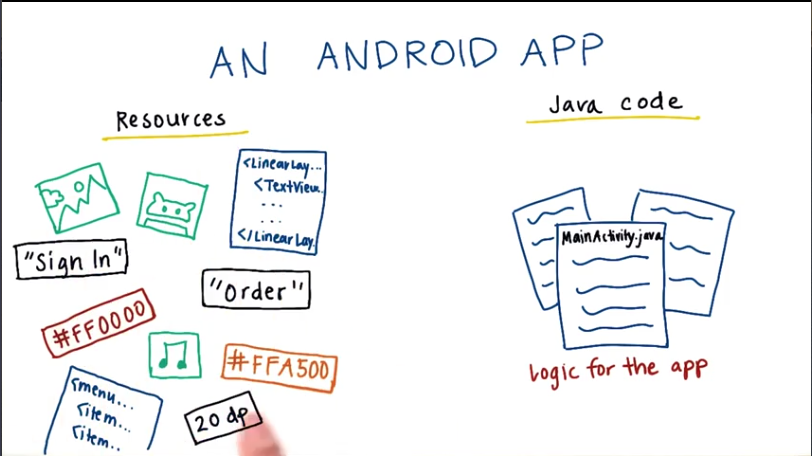 AN ANDROID APP
Resources
<LinearLay...
<TextView..
...
...
</LinearLay.
"Sign In"
"Order"
#FF0000
#FFA500
<menu...
<item...
<item..
20 dp
Java code
MainActivity.java
Logic for the app